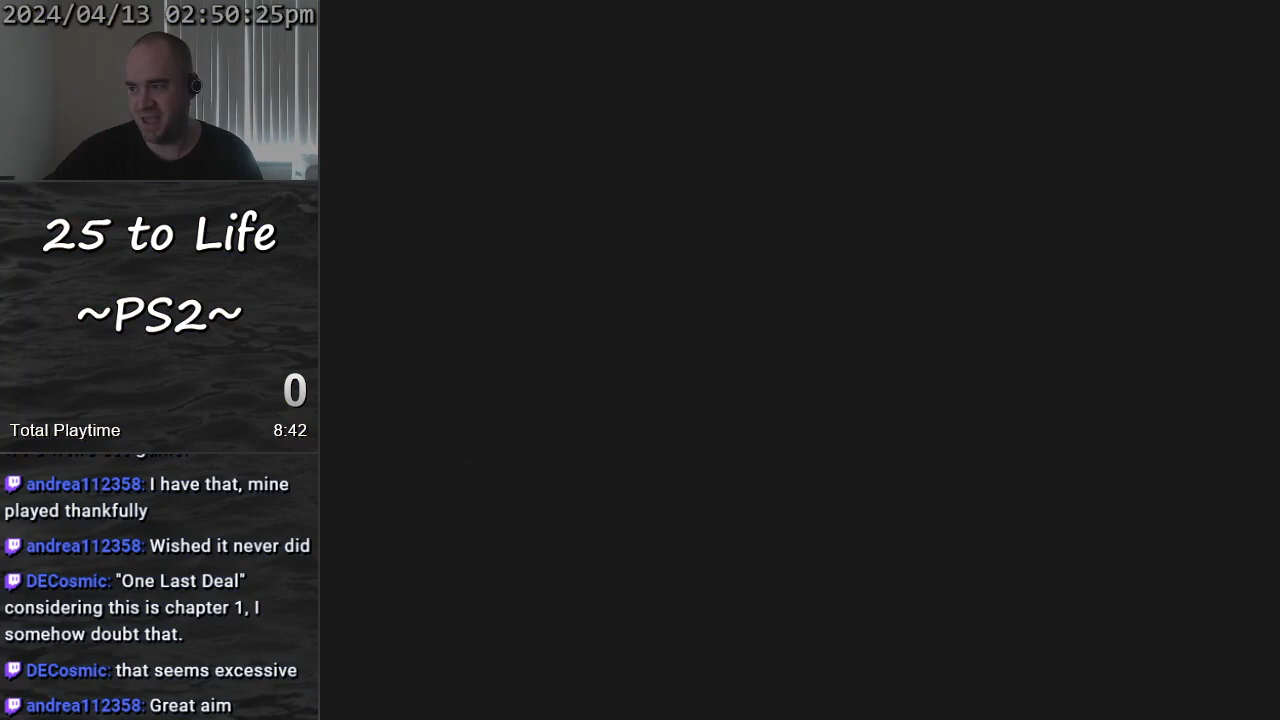 2024/04/13 02:50:25pm
25 to Life
~PS2~
0
Total Playtime 8:42
andrea112358: I have that, mine
played thankfully
andrea112358: Wished it never did
DECosmic: "One Last Deal"
considering this is chapter 1, I
somehow doubt that.
DECosmic: that seems excessive
andrea112358: Great aim